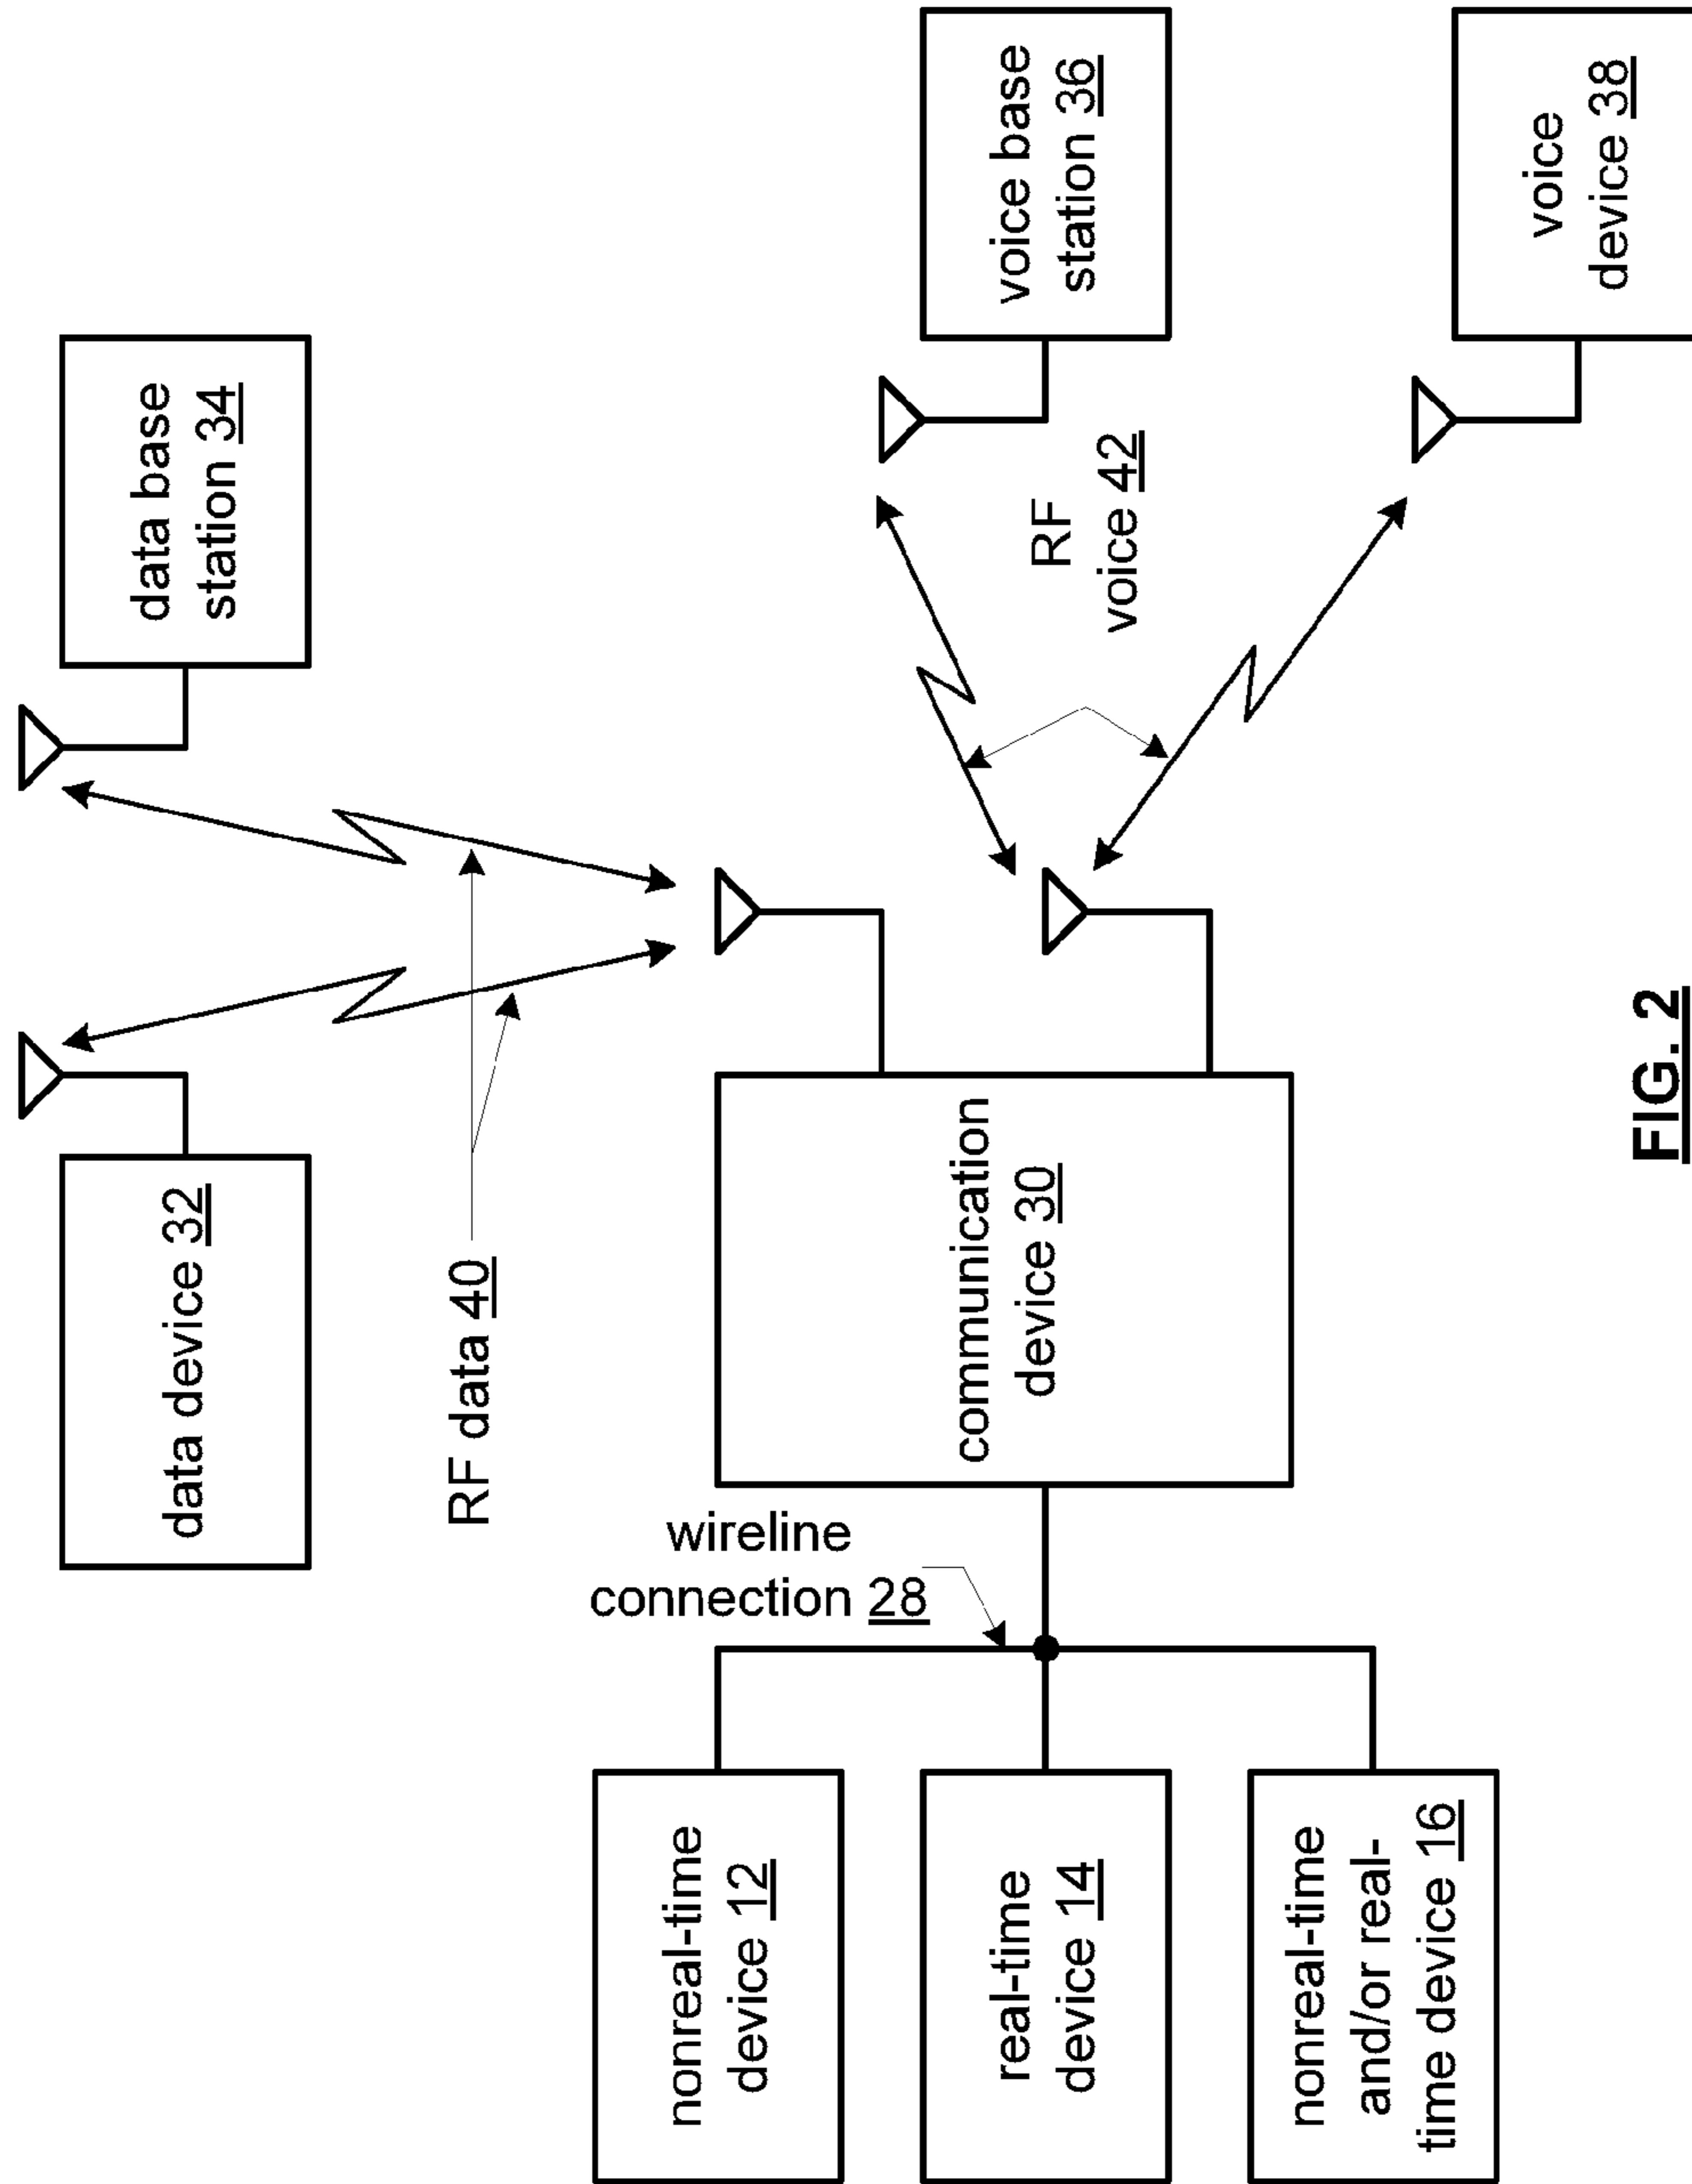 data device 32
data base
station 34
RF data 40
wireline
connection 28
nonreal-time
device 12
communication
device 30
RF
voice 42
voice base
station 36
real-time
device 14
nonreal-time
and/or real-
time device 16
voice
device 38
FIG. 2